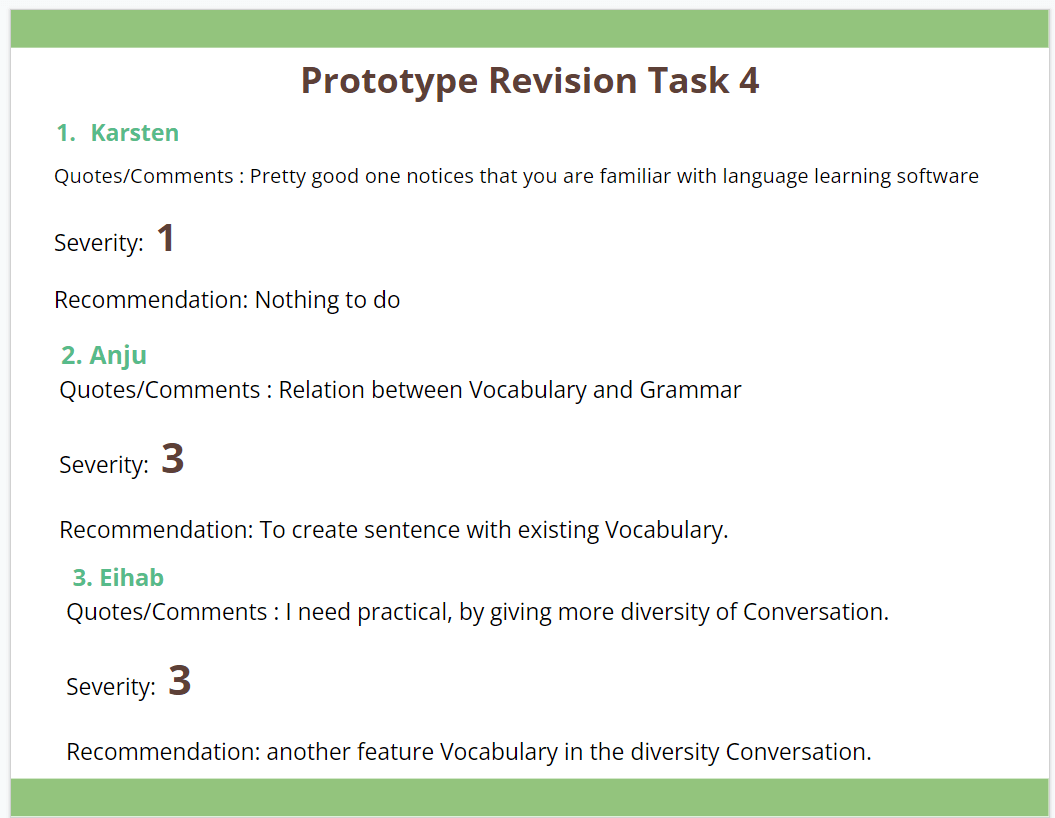 Prototype Revision Task 4
1. Karsten
Quotes/Comments : Pretty good one notices that you are familiar with language learning software
Severity: 1
Recommendation: Nothing to do
2. Anju
Quotes/Comments : Relation between Vocabulary and Grammar
Severity: 3
Recommendation: To create sentence with existing Vocabulary.
3. Eihab
Quotes/Comments : I need practical, by giving more diversity of Conversation.
Severity: 3
Recommendation: another feature Vocabulary in the diversity Conversation.